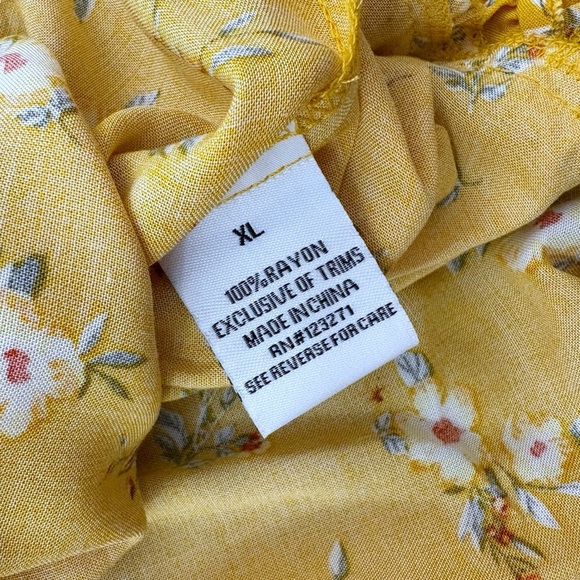 XL
100%RAYON
EXCLUSIVE OF TRIMS
MADE IN CHINA
RN#123271
SEE REVERSE FOR CARE